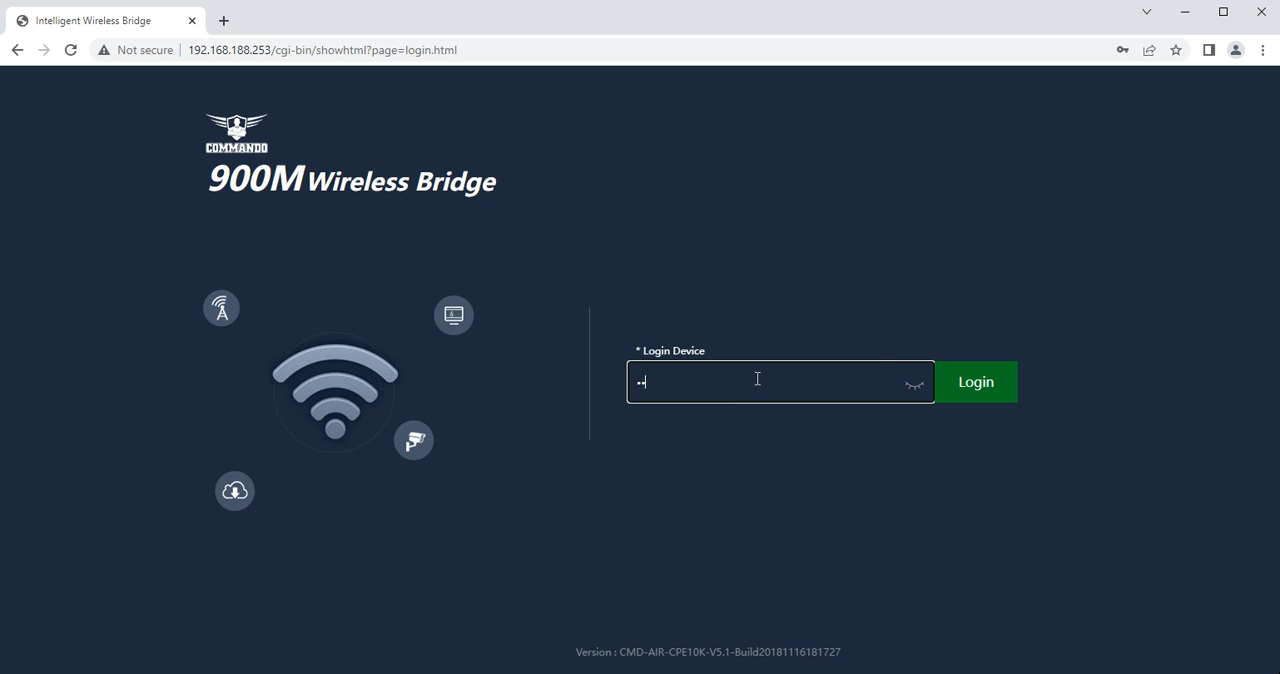 Intelligent Wireless Bridge
Not secure
192.168.188.253/cgi-bin/showhtml?page=login.html
COMMANDO
900M Wireless Bridge
* Login Device
••
Login
Version : CMD-AIR-CPE10K-V5.1-Build20181116181727